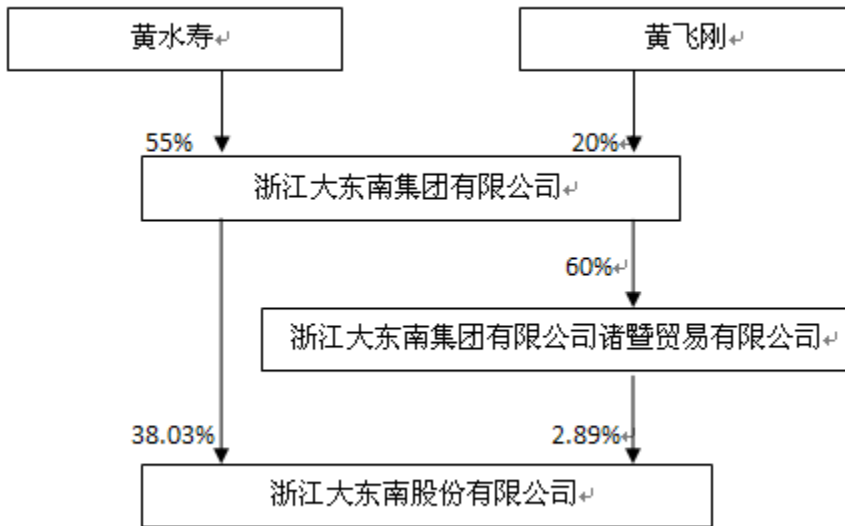 黄水寿
黄飞刚
55%
20%
浙江大东南集团有限公司
60%
浙江大东南集团有限公司诸暨贸易有限公司
38.03%
2.89%
浙江大东南股份有限公司